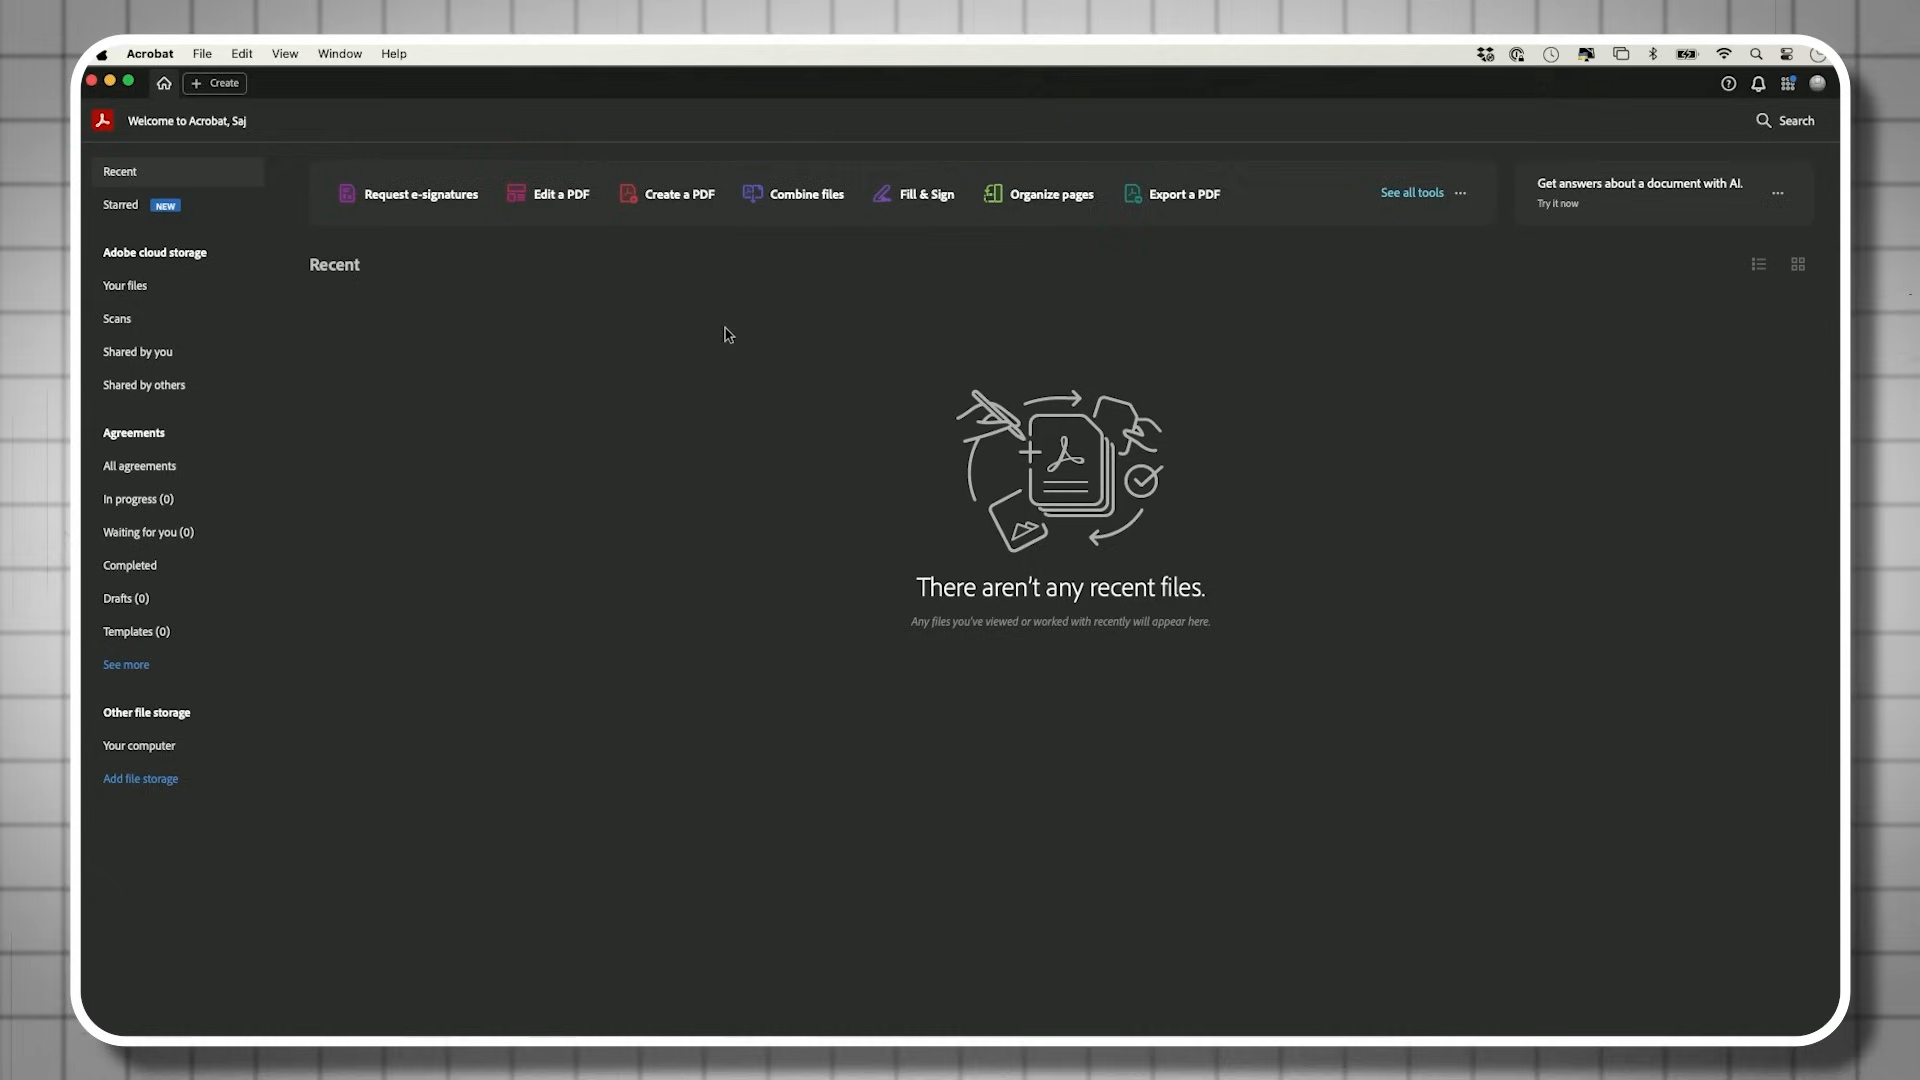 Acrobat File Edit View Window Help
+ Create
Welcome to Acrobat, Saj
Search
Recent
Starred NEW
Adobe cloud storage
Your files
Scans
Shared by you
Shared by others
Agreements
All agreements
In progress (0)
Waiting for you (0)
Completed
Drafts (0)
Templates (0)
See more
Other file storage
Your computer
Add file storage
Request e-signatures Edit a PDF Create a PDF Combine files Fill & Sign Organize pages Export a PDF See all tools ...
Get answers about a document with AI. ...
Try it now
Recent
There aren't any recent files.
Any files you've viewed or worked with recently will appear here.